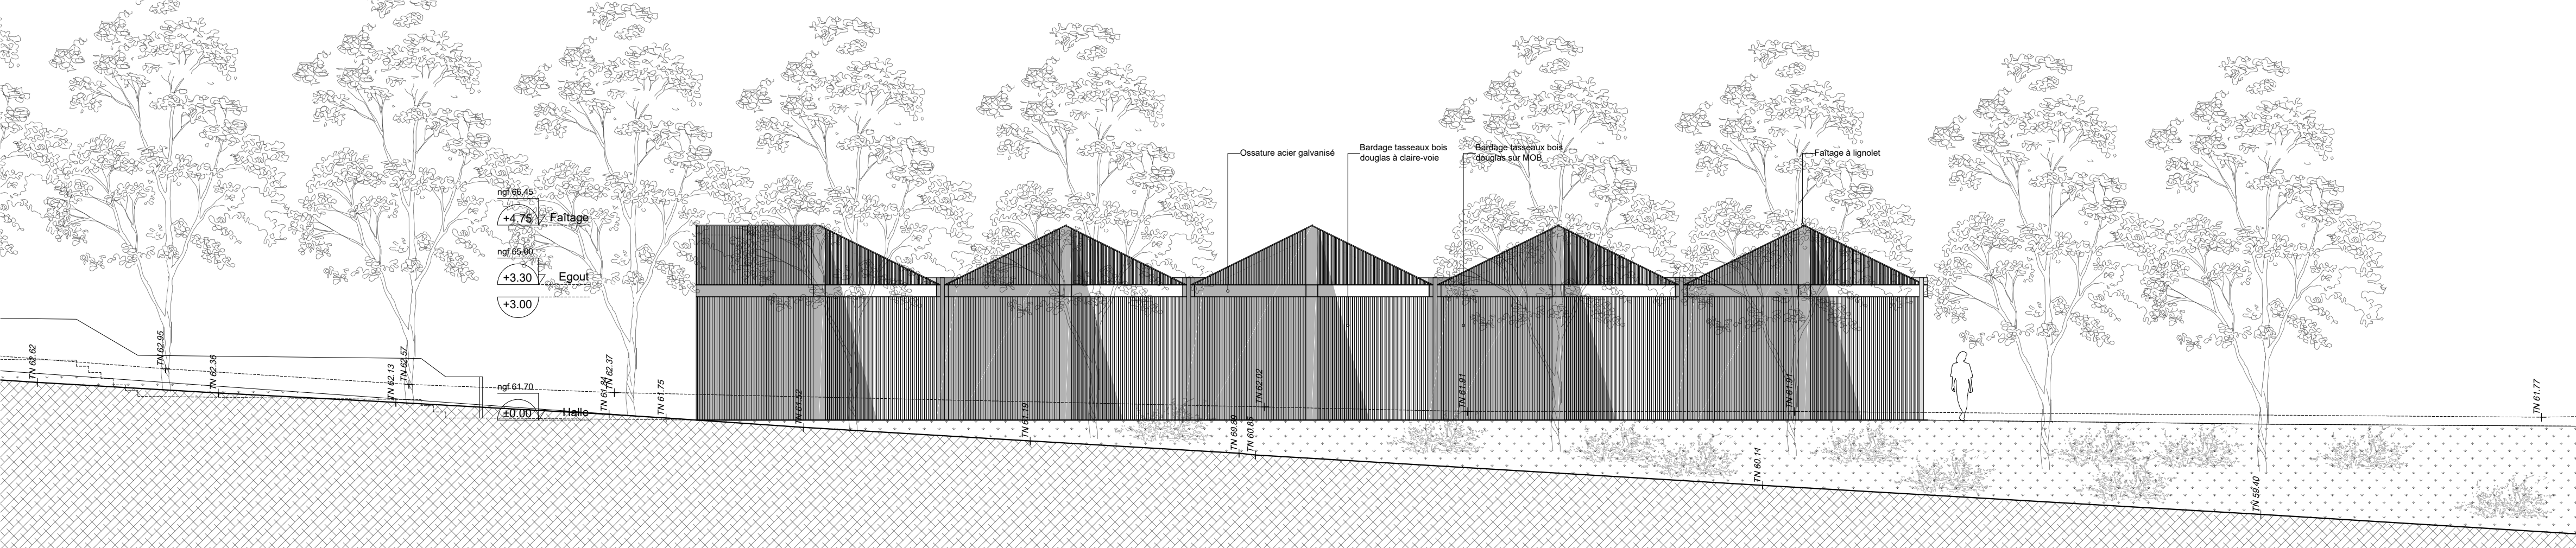 Ossature acier galvanisé
Bardage tasseaux bois
douglas à claire-voie
Bardage tasseaux bois
douglas sur MOB
Faîtage à lignolet
ngf 66.45
+4.75 Faîtage
ngf 65.00
+3.30 Egout
+3.00
ngf 61.70
±0.00 Halle
TN 62.62
TN 62.95
TN 62.36
TN 62.13
TN 62.57
TN 62.37
TN 61.75
TN 61.52
TN 61.19
TN 60.89
TN 60.85
TN 62.02
TN 61.91
TN 60.11
TN 61.91
TN 59.40
TN 61.77